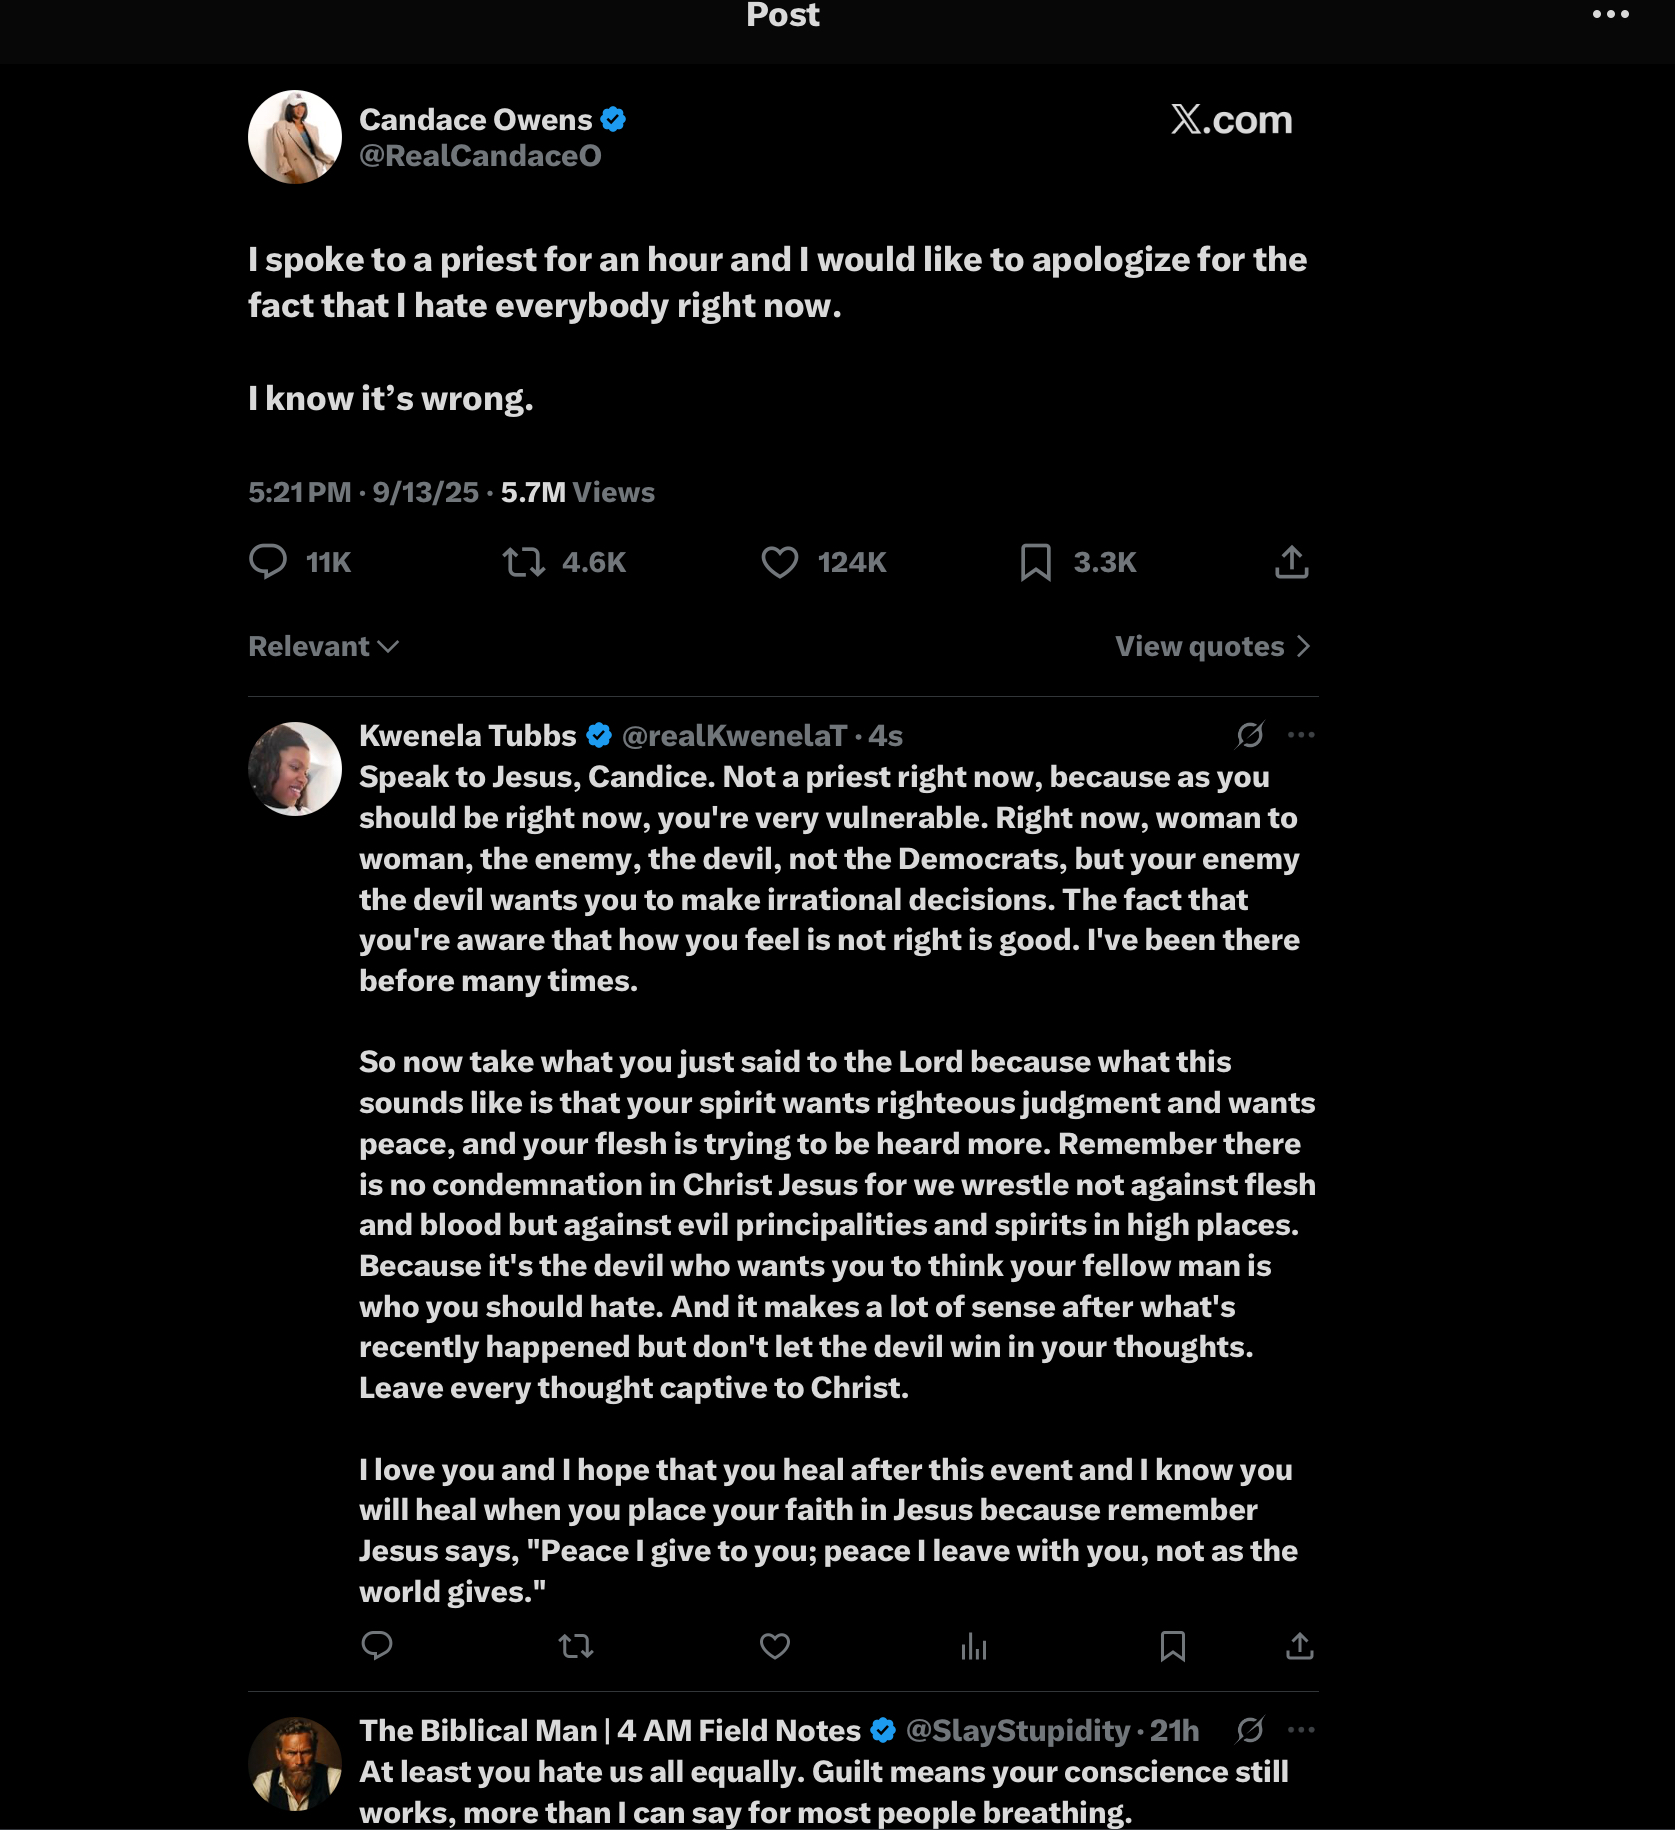 Post
Candace Owens
X.com
@RealCandaceO
I spoke to a priest for an hour and I would like to apologize for the
fact that I hate everybody right now.
I know it’s wrong.
5:21 PM · 9/13/25 · 5.7M Views
11K 4.6K 124K 3.3K
Relevant View quotes
Kwenela Tubbs @realKwenelaT · 4s
Speak to Jesus, Candice. Not a priest right now, because as you
should be right now, you're very vulnerable. Right now, woman to
woman, the enemy, the devil, not the Democrats, but your enemy
the devil wants you to make irrational decisions. The fact that
you're aware that how you feel is not right is good. I've been there
before many times.
So now take what you just said to the Lord because what this
sounds like is that your spirit wants righteous judgment and wants
peace, and your flesh is trying to be heard more. Remember there
is no condemnation in Christ Jesus for we wrestle not against flesh
and blood but against evil principalities and spirits in high places.
Because it's the devil who wants you to think your fellow man is
who you should hate. And it makes a lot of sense after what's
recently happened but don't let the devil win in your thoughts.
Leave every thought captive to Christ.
I love you and I hope that you heal after this event and I know you
will heal when you place your faith in Jesus because remember
Jesus says, "Peace I give to you; peace I leave with you, not as the
world gives."
The Biblical Man | 4 AM Field Notes @SlayStupidity · 21h
At least you hate us all equally. Guilt means your conscience still
works, more than I can say for most people breathing.